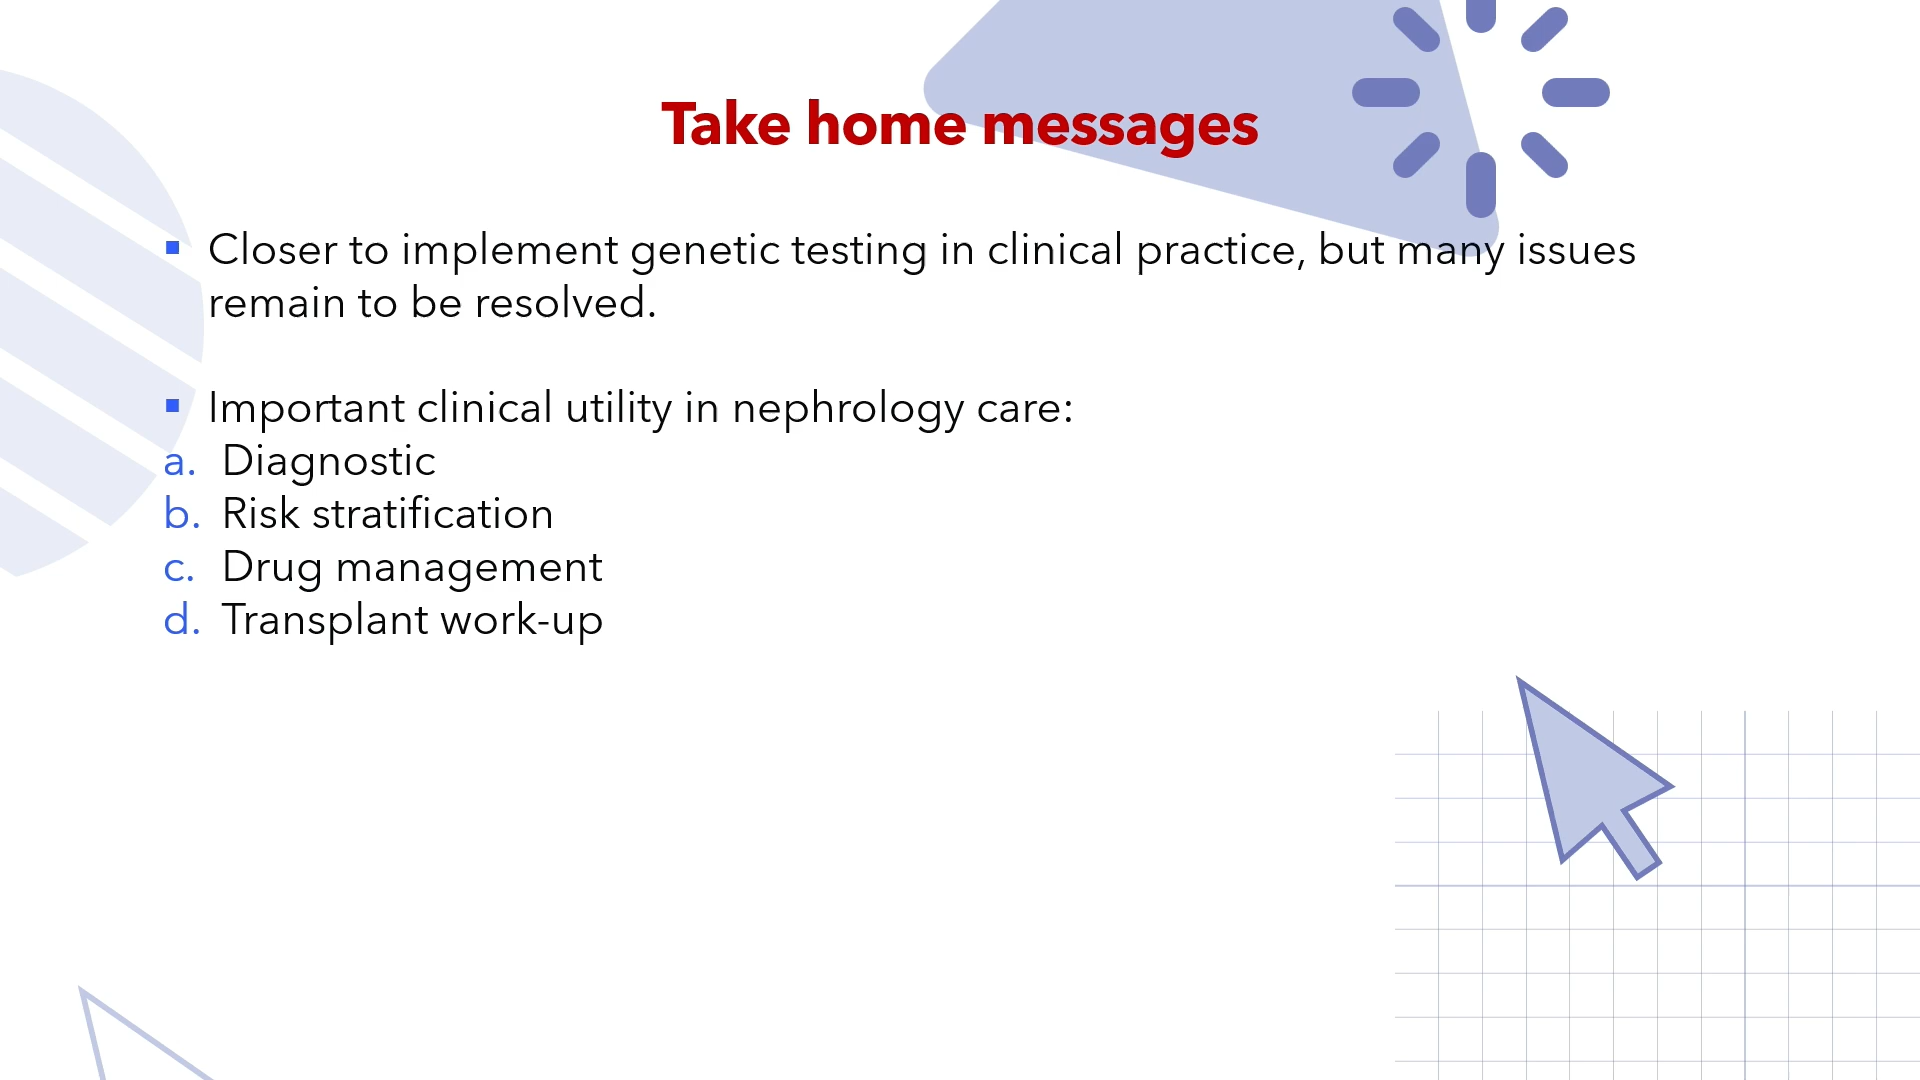 Take home messages
▪ Closer to implement genetic testing in clinical practice, but many issues
remain to be resolved.
▪ Important clinical utility in nephrology care:
a. Diagnostic
b. Risk stratification
c. Drug management
d. Transplant work-up